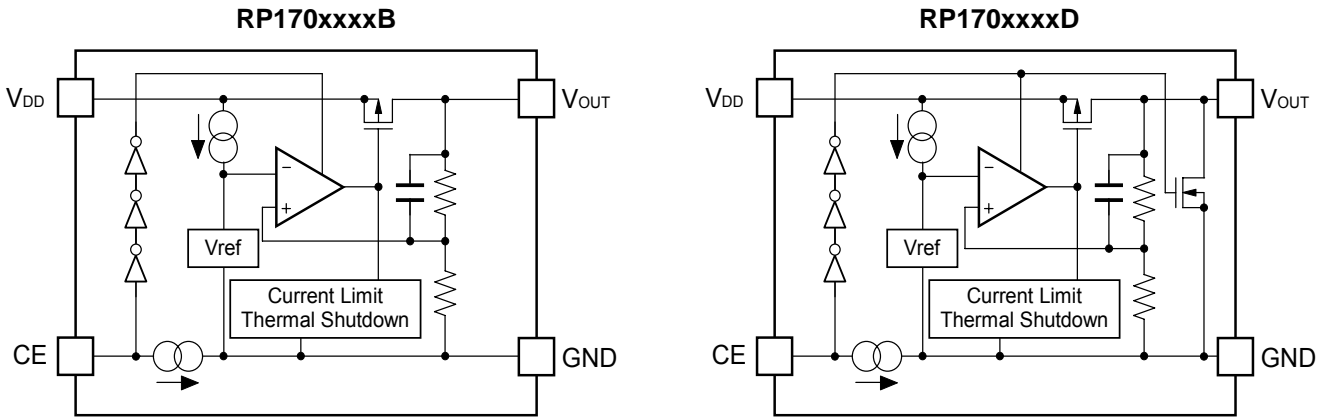 RP170xxxxB
VDD
VOUT
−
+
Vref
Current Limit
Thermal Shutdown
CE
GND
RP170xxxxD
VDD
VOUT
−
+
Vref
Current Limit
Thermal Shutdown
CE
GND